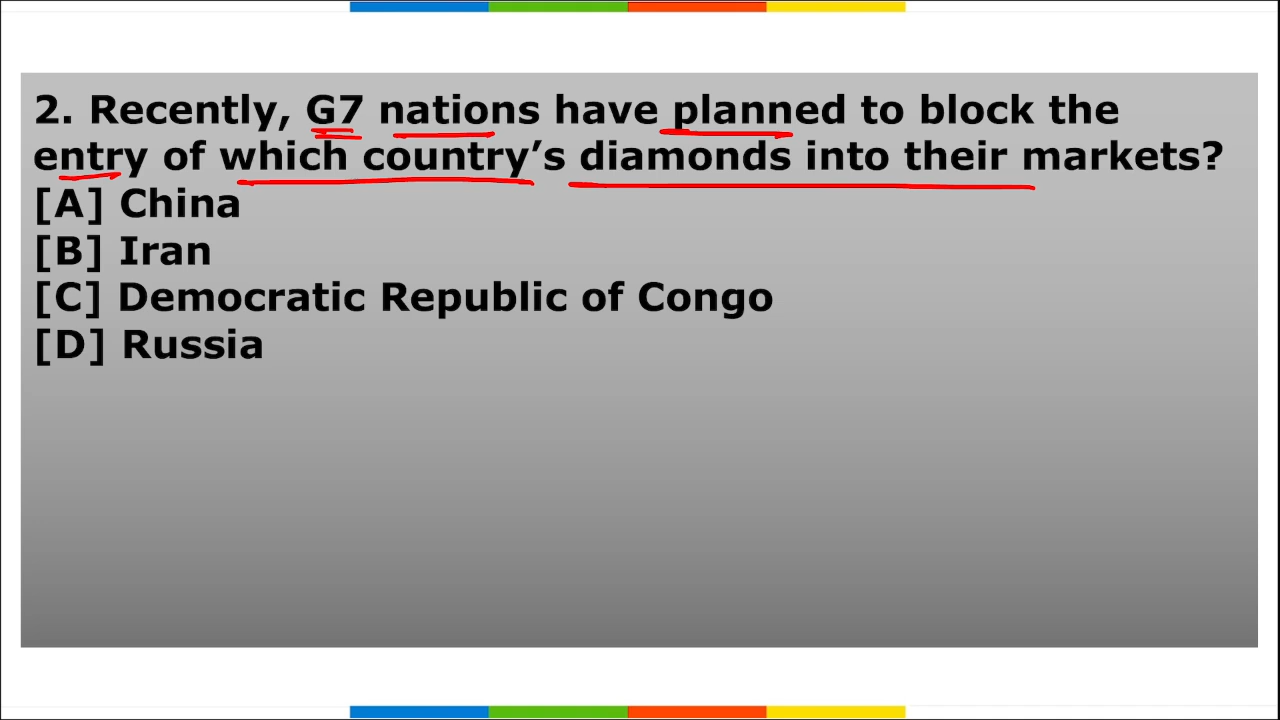 2. Recently, G7 nations have planned to block the
entry of which country’s diamonds into their markets?
[A] China
[B] Iran
[C] Democratic Republic of Congo
[D] Russia